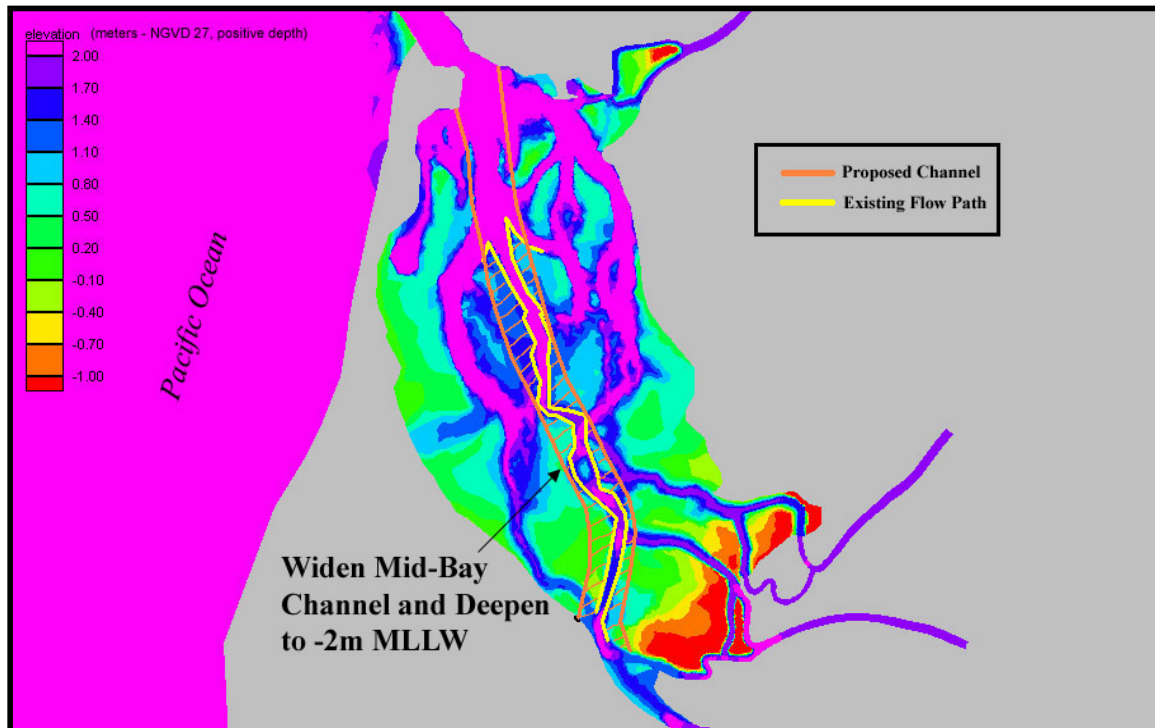 elevation (meters - NGVD 27, positive depth)
2.00
1.70
1.40
1.10
0.80
0.50
0.20
-0.10
-0.40
-0.70
-1.00
Proposed Channel
Existing Flow Path
Pacific Ocean
Widen Mid-Bay
Channel and Deepen
to -2m MLLW